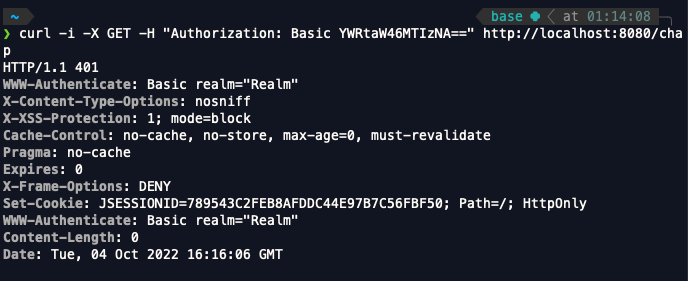 ~ base at 01:14:08
❯ curl -i -X GET -H "Authorization: Basic YWRtaW46MTIzNA==" http://localhost:8080/cha
p
HTTP/1.1 401
WWW-Authenticate: Basic realm="Realm"
X-Content-Type-Options: nosniff
X-XSS-Protection: 1; mode=block
Cache-Control: no-cache, no-store, max-age=0, must-revalidate
Pragma: no-cache
Expires: 0
X-Frame-Options: DENY
Set-Cookie: JSESSIONID=789543C2FEB8AFDDC44E97B7C56FBF50; Path=/; HttpOnly
WWW-Authenticate: Basic realm="Realm"
Content-Length: 0
Date: Tue, 04 Oct 2022 16:16:06 GMT